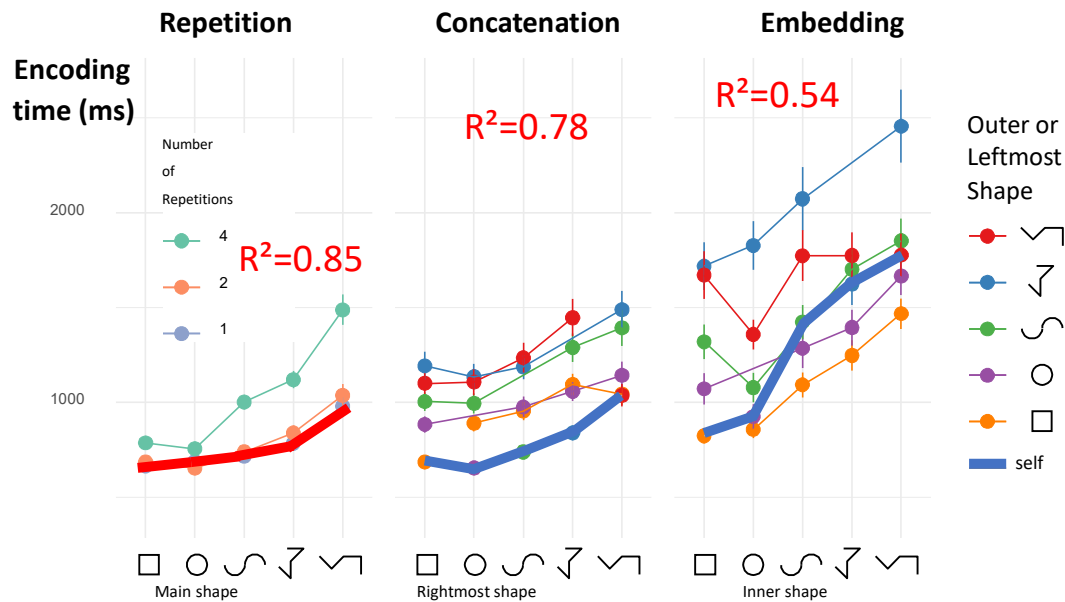 Repetition
Concatenation
Embedding
Encoding
time (ms)
R²=0.54
R²=0.78
Outer or
Leftmost
Shape
Number
of
Repetitions
2000
4
R²=0.85
2
1
1000
self
Main shape
Rightmost shape
Inner shape